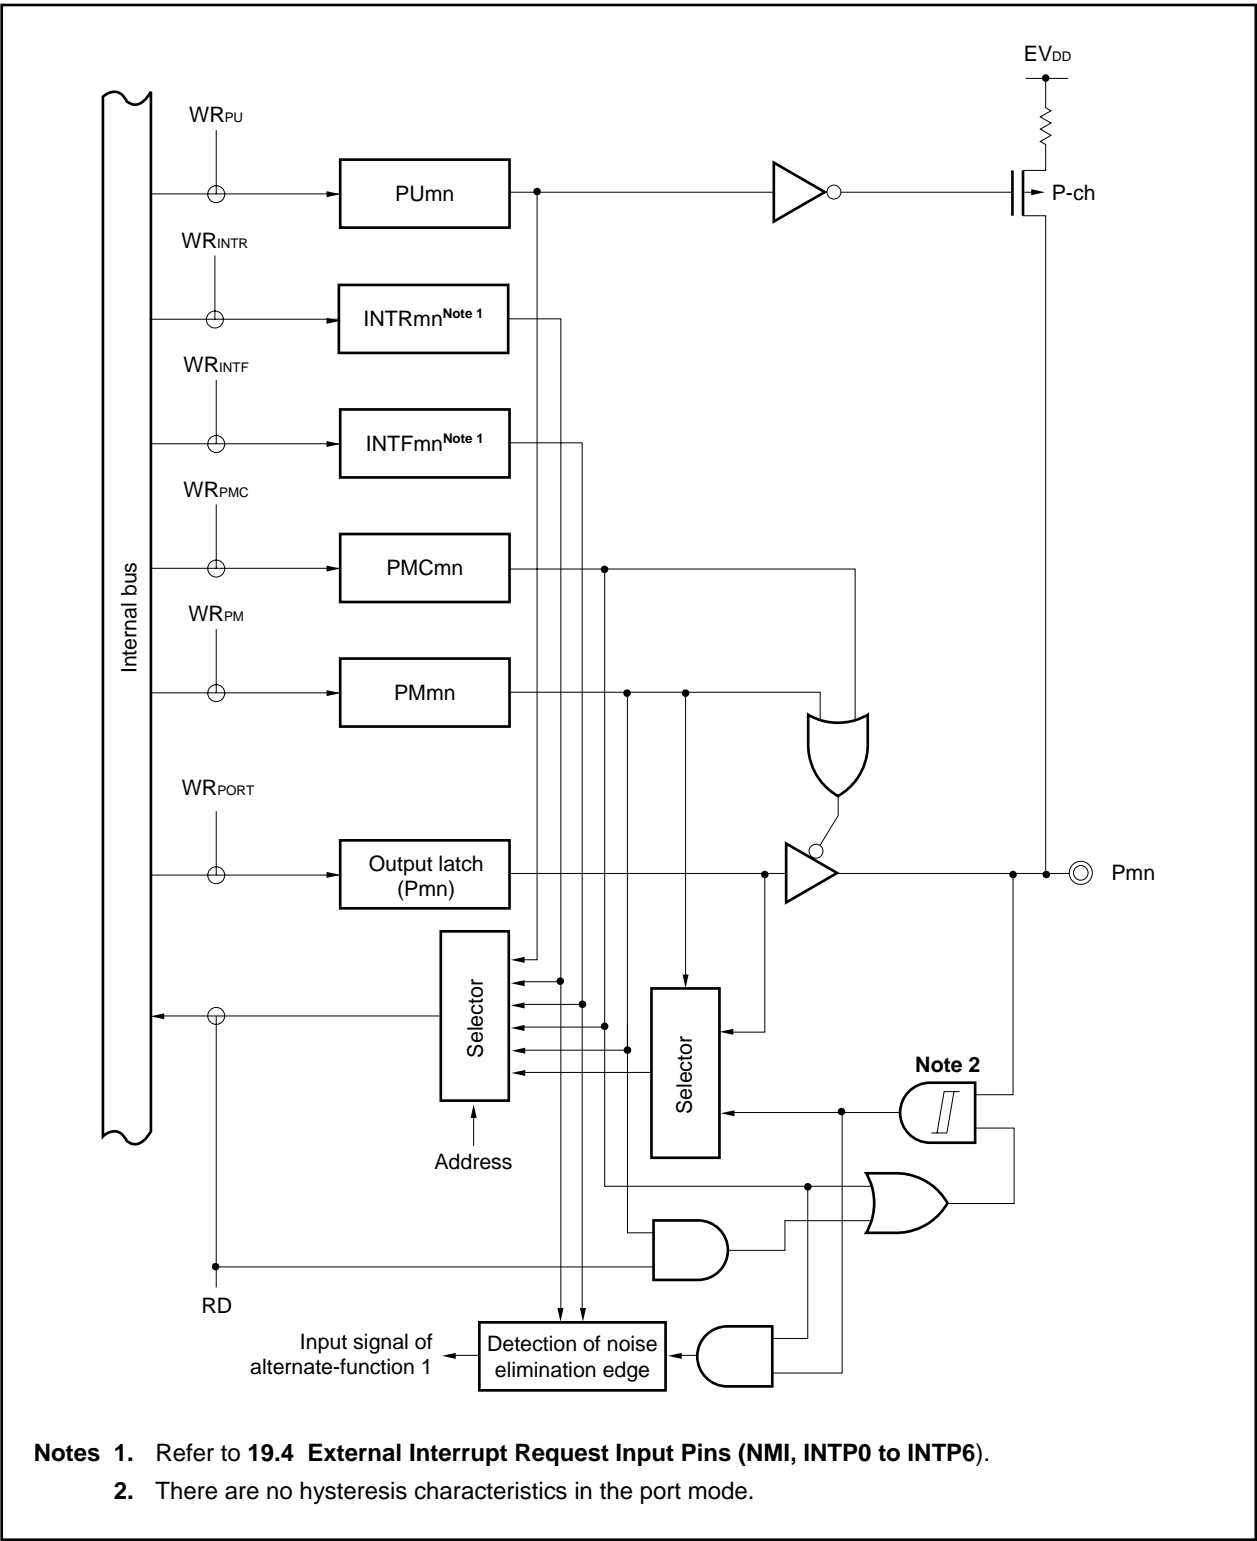 EVDD
WRPU
PUmn
P-ch
WRINTR
INTRmnNote 1
WRINTF
INTFmnNote 1
WRPMC
PMCmn
Internal bus
WRPM
PMmn
WRPORT
Output latch
(Pmn)
Pmn
Selector
Selector
Note 2
Address
RD
Input signal of
alternate-function 1
Detection of noise
elimination edge
Notes 1. Refer to 19.4 External Interrupt Request Input Pins (NMI, INTP0 to INTP6).
2. There are no hysteresis characteristics in the port mode.